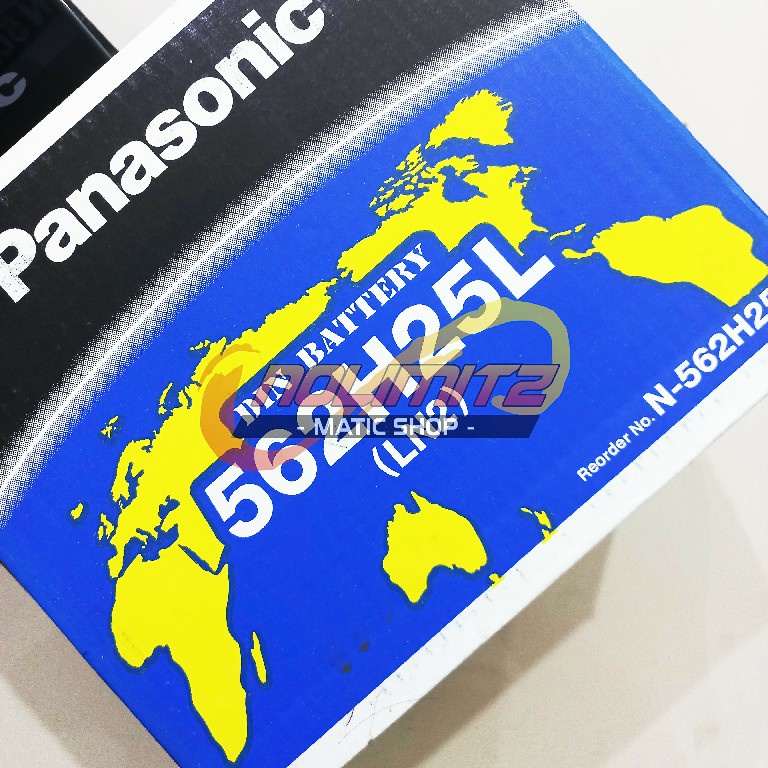 Panasonic
DIN BATTERY
562H25L
(LN2)
NOLIMITZ
- MATIC SHOP -
Reorder No. N-562H25